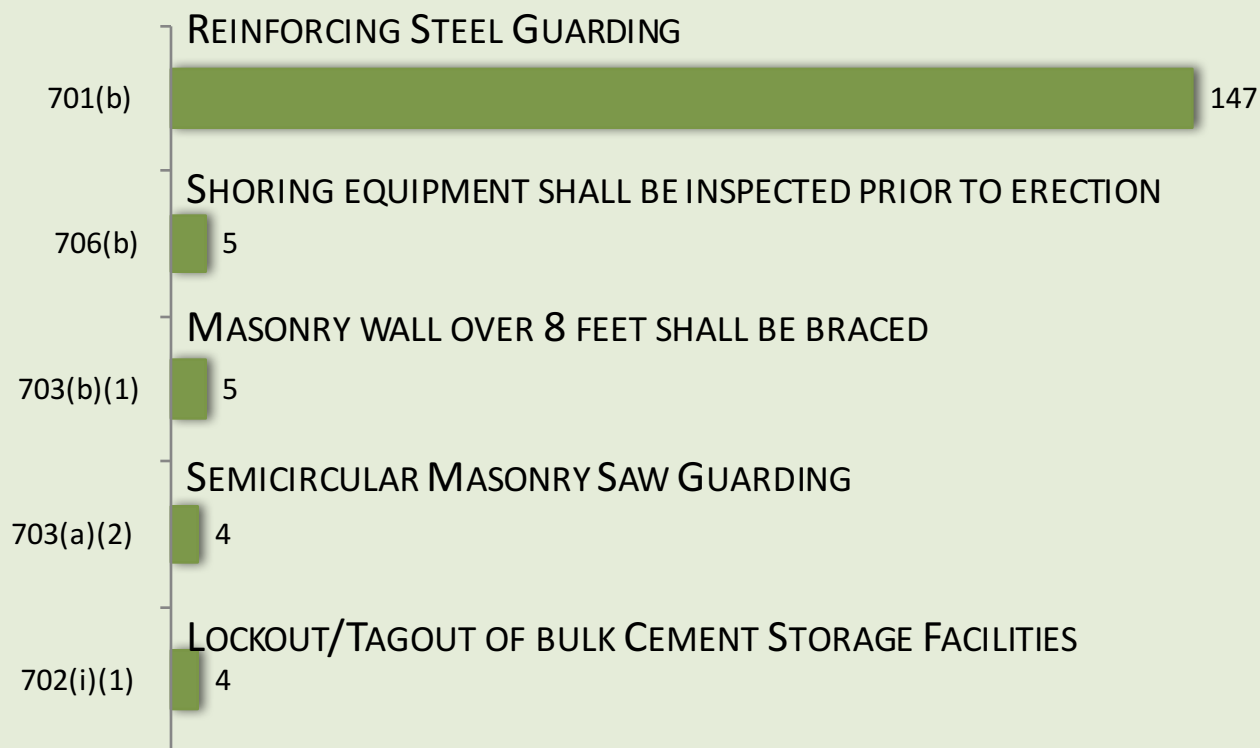 REINFORCING STEEL GUARDING
701(b) 147
SHORING EQUIPMENT SHALL BE INSPECTED PRIOR TO ERECTION
706(b) 5
MASONRY WALL OVER 8 FEET SHALL BE BRACED
703(b)(1) 5
SEMICIRCULAR MASONRY SAW GUARDING
703(a)(2) 4
LOCKOUT/TAGOUT OF BULK CEMENT STORAGE FACILITIES
702(i)(1) 4